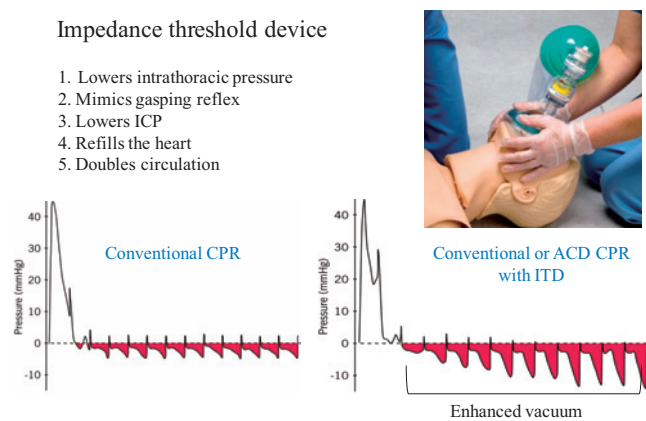 Impedance threshold device
1. Lowers intrathoracic pressure
2. Mimics gasping reflex
3. Lowers ICP
4. Refills the heart
5. Doubles circulation
Conventional CPR
Pressure (mmHg)
40
30
20
10
0
-10
Conventional or ACD CPR
with ITD
Pressure (mmHg)
40
30
20
10
0
-10
Enhanced vacuum